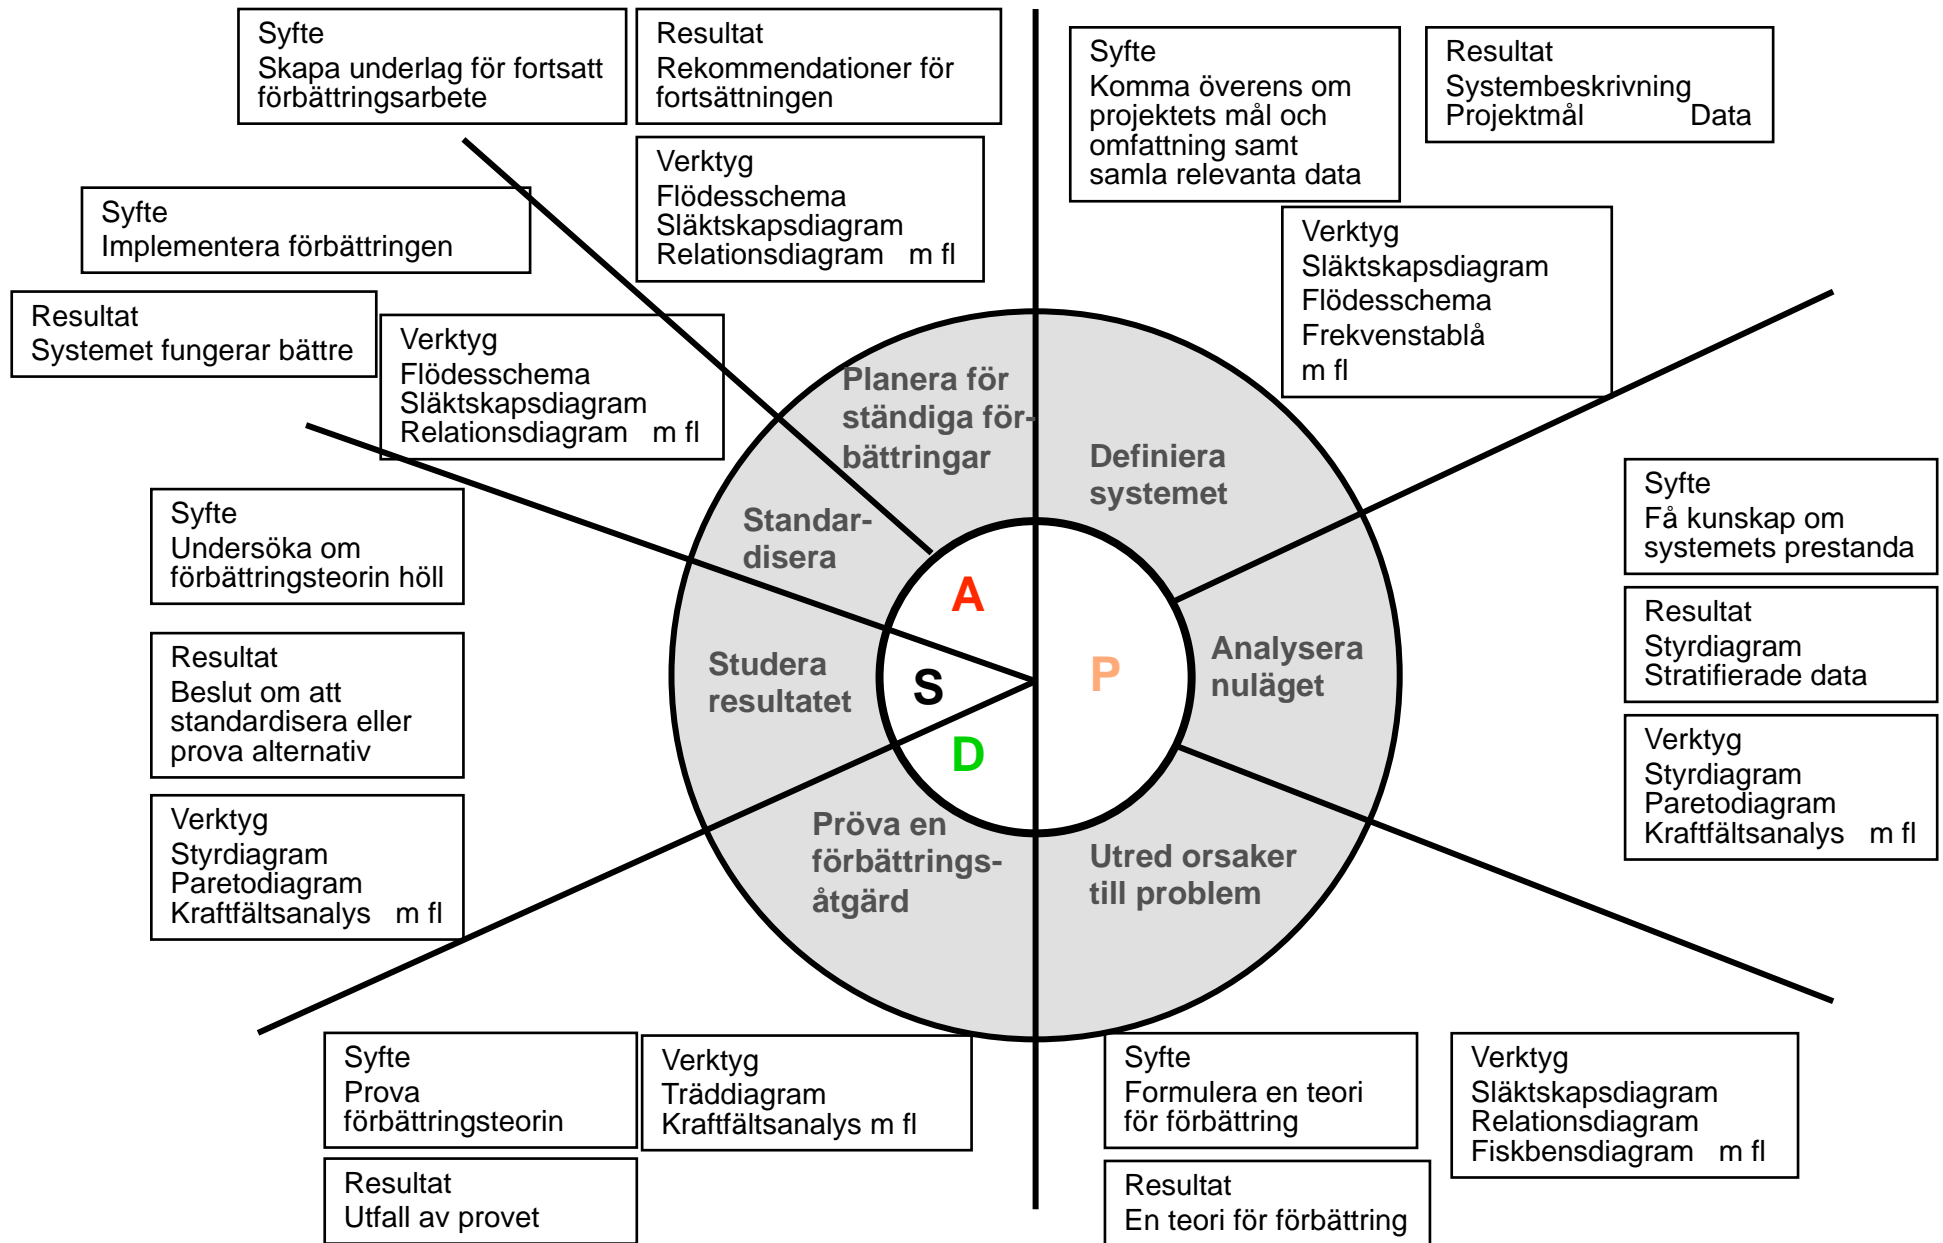 Syfte
Skapa underlag för fortsatt
förbättringsarbete
Resultat
Rekommendationer för
fortsättningen
Verktyg
Flödesschema
Släktskapsdiagram
Relationsdiagram m fl
Syfte
Komma överens om
projektets mål och
omfattning samt
samla relevanta data
Resultat
Systembeskrivning
Projektmål Data
Verktyg
Släktskapsdiagram
Flödesschema
Frekvenstablå
m fl
Syfte
Implementera förbättringen
Resultat
Systemet fungerar bättre
Verktyg
Flödesschema
Släktskapsdiagram
Relationsdiagram m fl
Planera för
ständiga för-
bättringar
Definiera
systemet
Standar-
disera
Studera
resultatet
Analysera
nuläget
Pröva en
förbättrings-
åtgärd
Utred orsaker
till problem
A
S
D
P
Syfte
Undersöka om
förbättringsteorin höll
Resultat
Beslut om att
standardisera eller
prova alternativ
Verktyg
Styrdiagram
Paretodiagram
Kraftfältsanalys m fl
Syfte
Få kunskap om
systemets prestanda
Resultat
Styrdiagram
Stratifierade data
Verktyg
Styrdiagram
Paretodiagram
Kraftfältsanalys m fl
Syfte
Prova
förbättringsteorin
Verktyg
Träddiagram
Kraftfältsanalys m fl
Resultat
Utfall av provet
Syfte
Formulera en teori
för förbättring
Verktyg
Släktskapsdiagram
Relationsdiagram
Fiskbensdiagram m fl
Resultat
En teori för förbättring